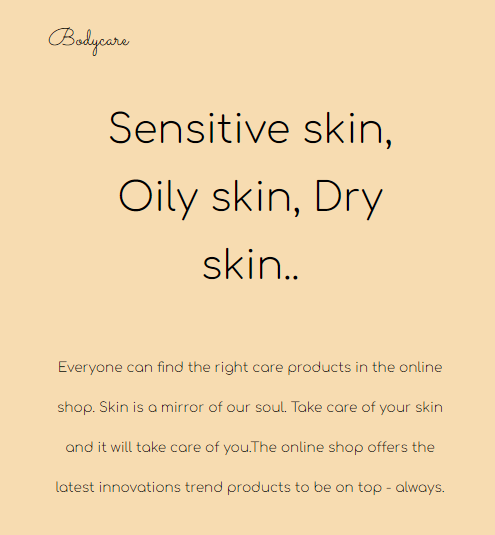 Bodycare
Sensitive skin,
Oily skin, Dry
skin..
Everyone can find the right care products in the online
shop. Skin is a mirror of our soul. Take care of your skin
and it will take care of you.The online shop offers the
latest innovations trend products to be on top - always.